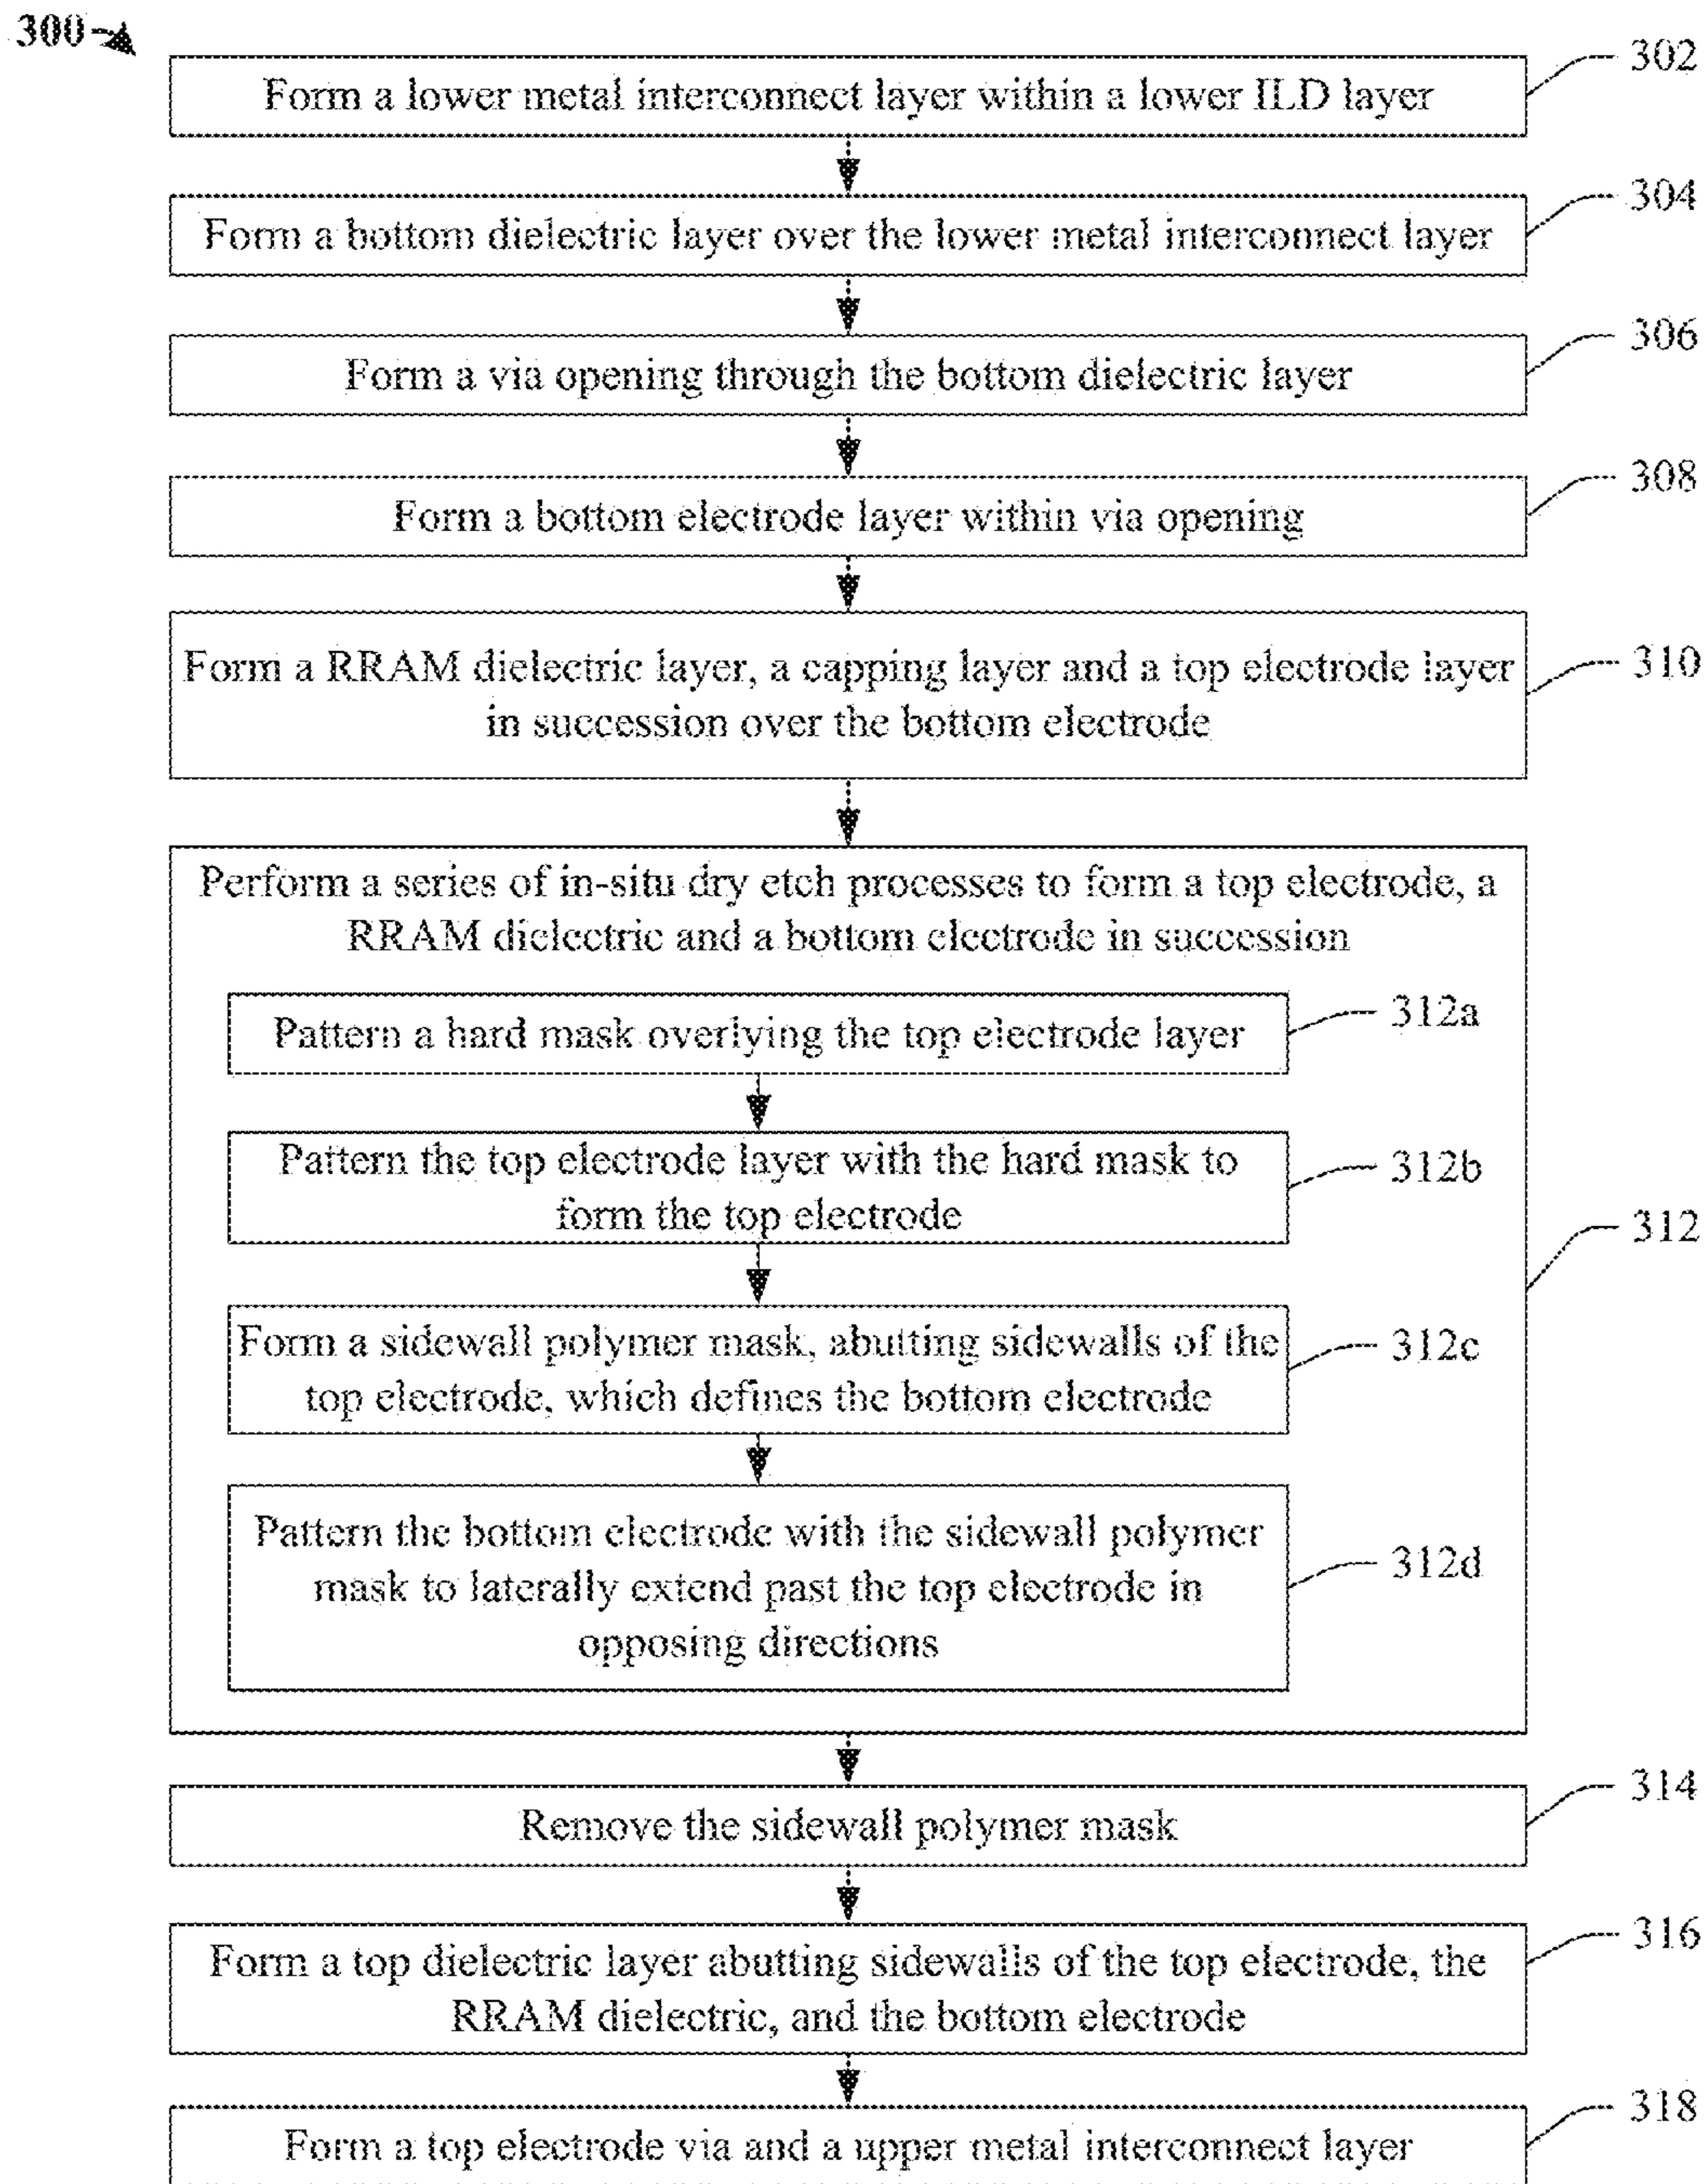 300
302
Form a lower metal interconnect layer within a lower ILD layer
304
Form a bottom dielectric layer over the lower metal interconnect layer
306
Form a via opening through the bottom dielectric layer
308
Form a bottom electrode layer within via opening
310
Form a RRAM dielectric layer, a capping layer and a top electrode layer
in succession over the bottom electrode
Perform a series of in-situ dry etch processes to form a top electrode, a
RRAM dielectric and a bottom electrode in succession
312a
Pattern a hard mask overlying the top electrode layer
312b
Pattern the top electrode layer with the hard mask to
form the top electrode
312
312c
Form a sidewall polymer mask, abutting sidewalls of the
top electrode, which defines the bottom electrode
312d
Pattern the bottom electrode with the sidewall polymer
mask to laterally extend past the top electrode in
opposing directions
314
Remove the sidewall polymer mask
316
Form a top dielectric layer abutting sidewalls of the top electrode, the
RRAM dielectric, and the bottom electrode
318
Form a top electrode via and a upper metal interconnect layer